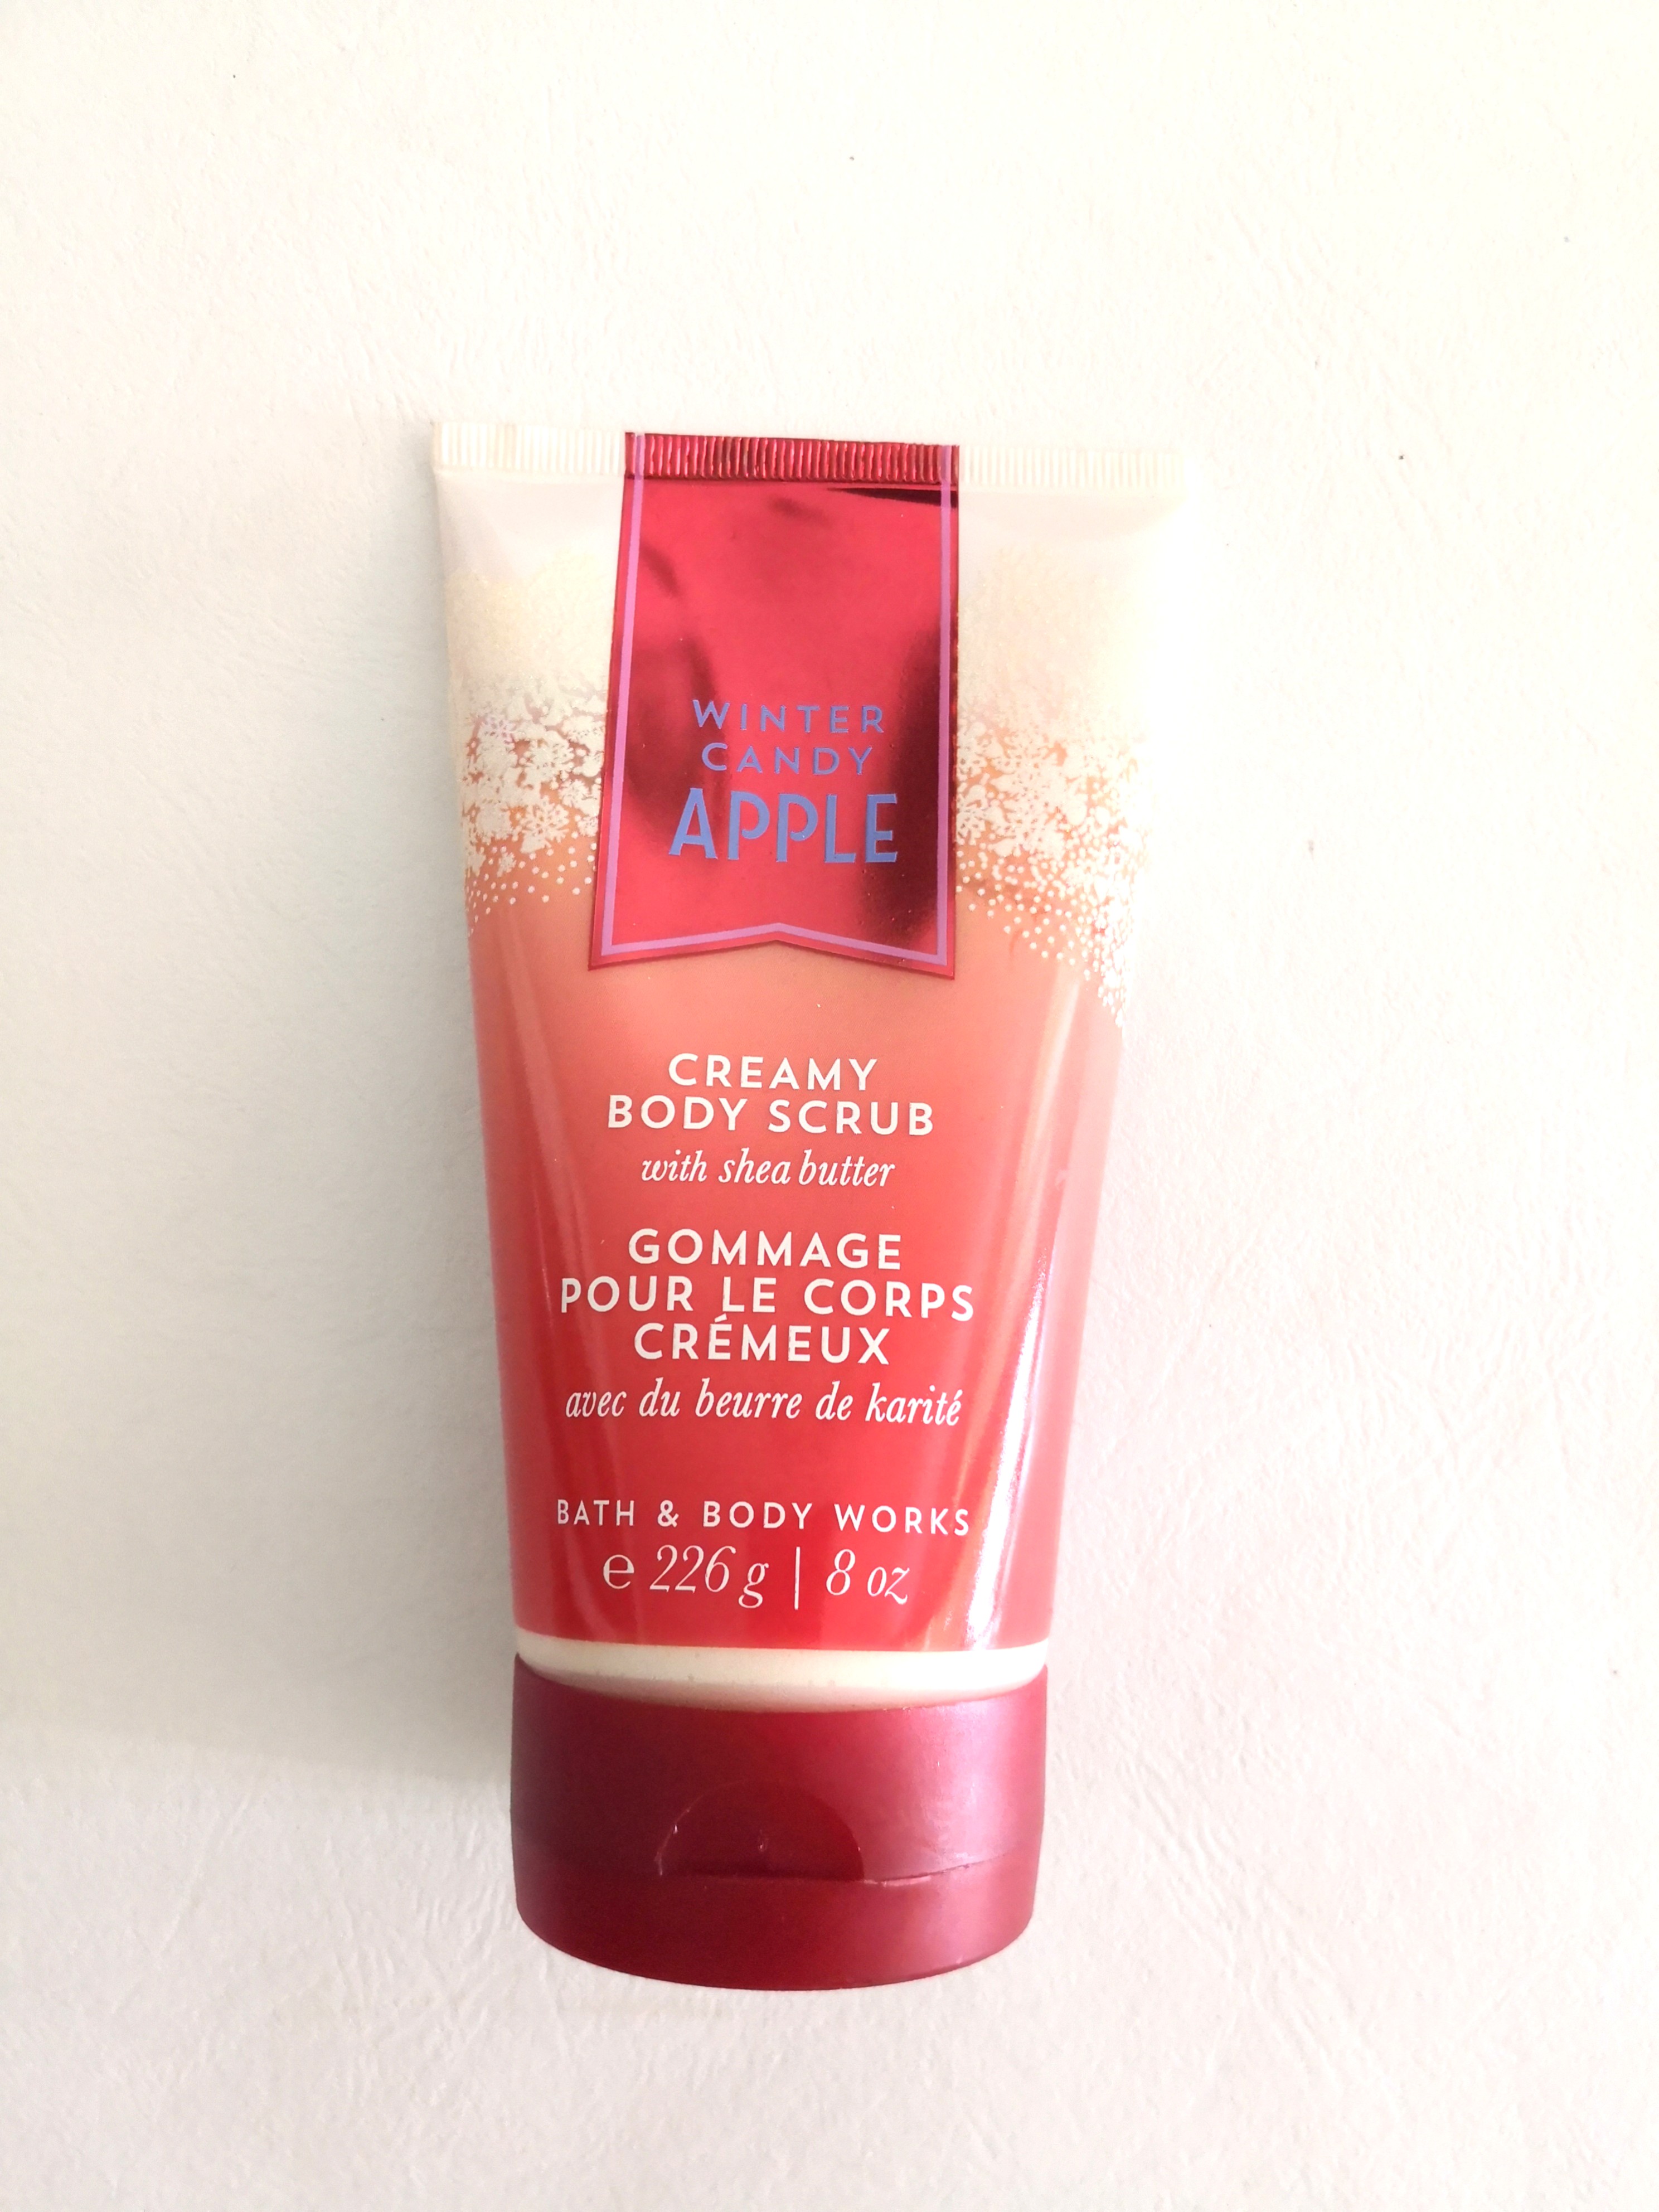 WINTER
CANDY
APPLE
CREAMY
BODY SCRUB
with shea butter
GOMMAGE
POUR LE CORPS
CRÉMEUX
avec du beurre de karité
BATH & BODY WORKS
℮ 226 g | 8 oz